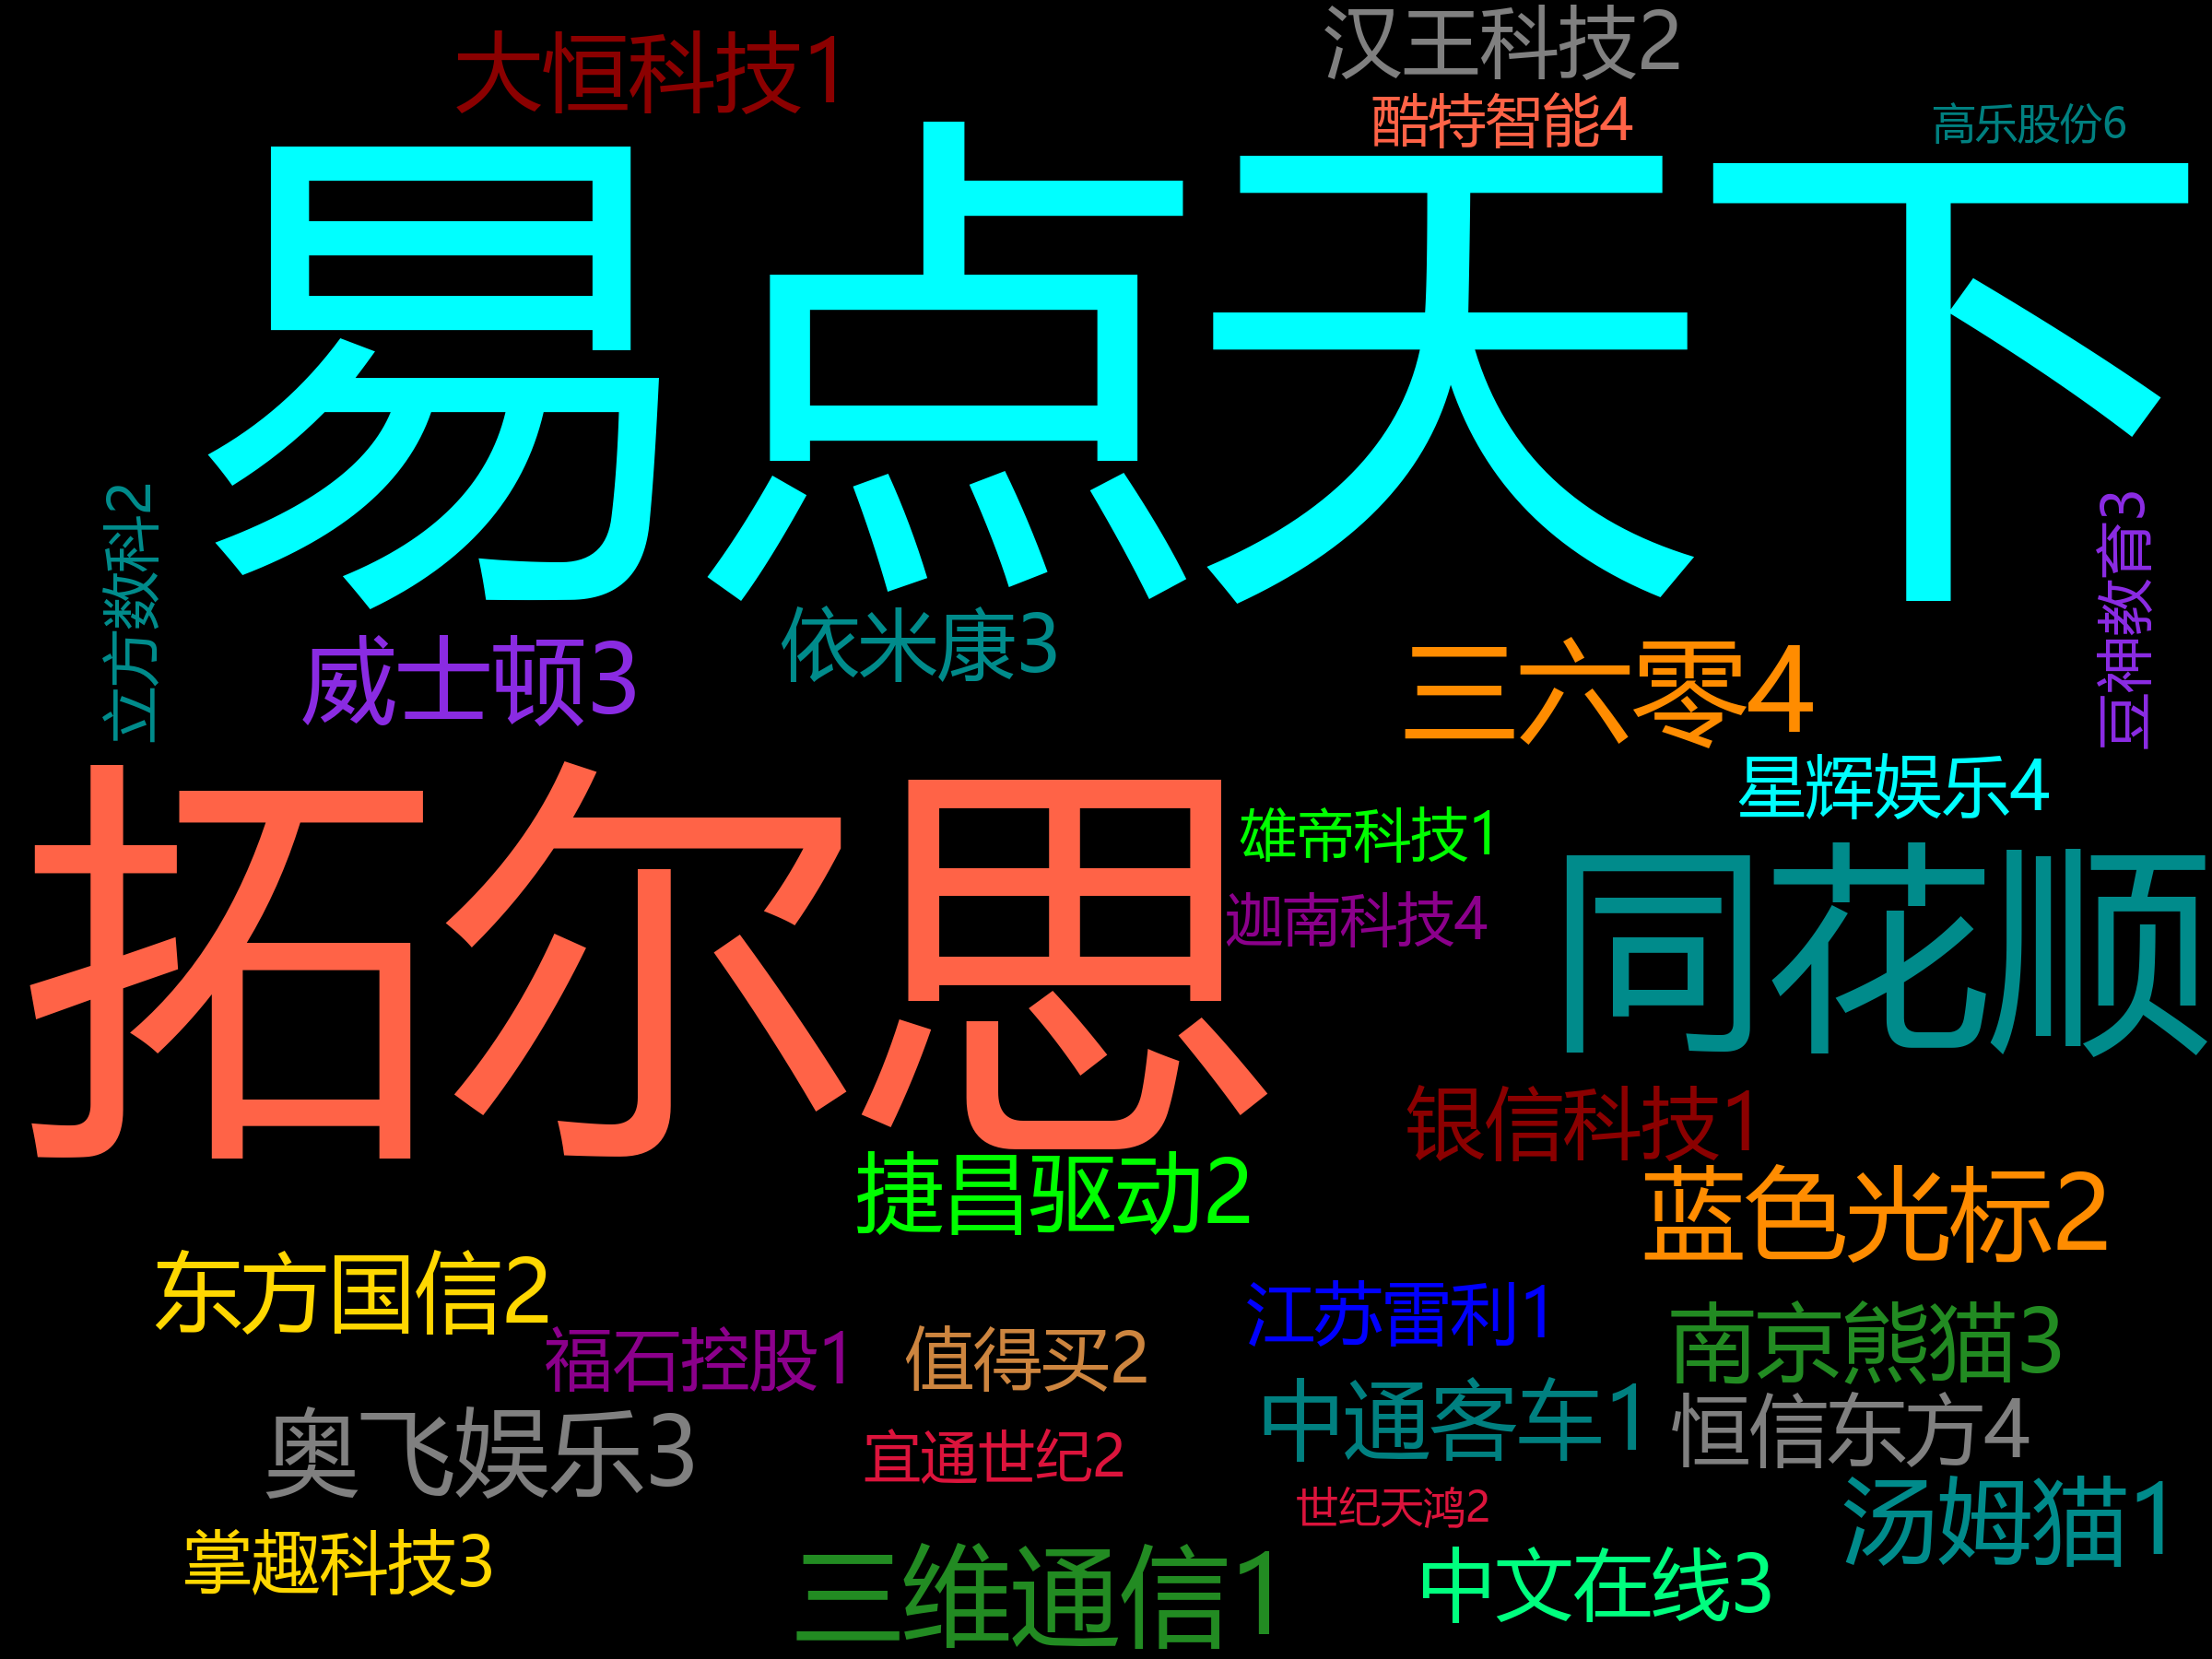 汉王科技2
大恒科技1
酷特智能4
高乐股份6
易点天下
立方数科2
豆神教育3
依米康3
威士顿3
三六零4
星辉娱乐4
拓尔思
雄帝科技1
迦南科技4
同花顺
银信科技1
捷昌驱动2
蓝色光标2
东方国信2
江苏雷利1
南京熊猫3
福石控股1
值得买2
中通客车1
恒信东方4
奥飞娱乐3
宜通世纪2
世纪天鸿2
汤姆猫1
掌趣科技3
三维通信1
中文在线3